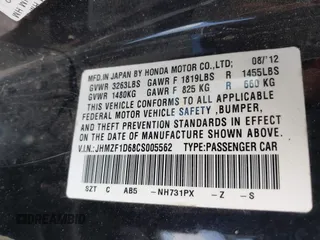 MFD. IN JAPAN BY HONDA MOTOR CO.,LTD; 08/'12
GVWR 3263LBS GAWR F 1819LBS R 1455LBS
GVWR 1480KG GAWR F 825 KG R 660 KG
THIS VEHICLE CONFORMS TO ALL APPLICABLE
FEDERAL MOTOR VEHICLE SAFETY ,BUMPER,
AND THEFT PREVENTION STANDARDS IN EFFECT
ON THE DATE OF MANUFACTURE SHOWN ABOVE.
V.I.N.: JHMZF1D68CS005562 TYPE:PASSENGER CAR
SZT C AB5 -NH731PX -Z -S
DREAMBID